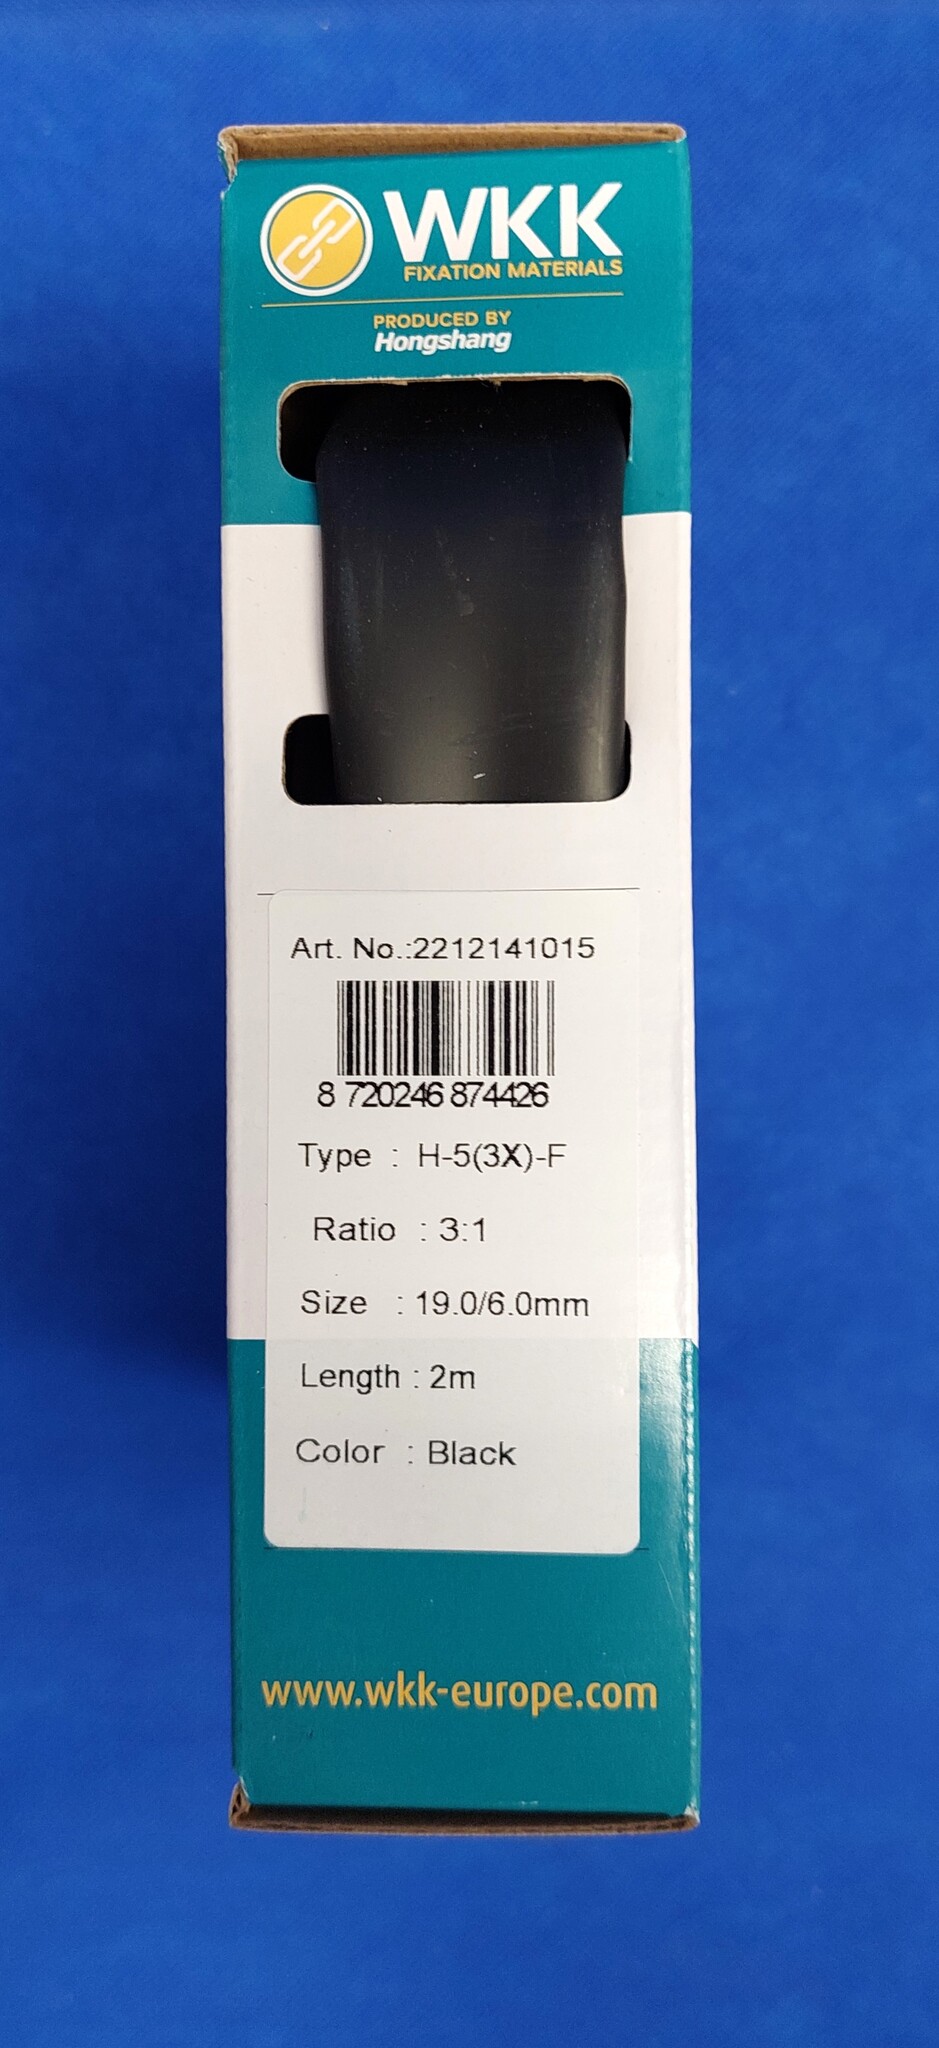 WKK
FIXATION MATERIALS
PRODUCED BY
Hongshang
Art. No.:2212141015
8 720246 874426
Type : H-5(3X)-F
Ratio : 3:1
Size : 19.0/6.0mm
Length : 2m
Color : Black
www.wkk-europe.com